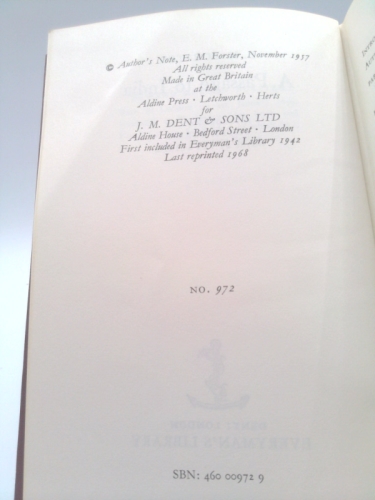 © Author's Note, E. M. Forster, November 1957
All rights reserved
Made in Great Britain
at the
Aldine Press · Letchworth · Herts
for
J. M. DENT & SONS LTD
Aldine House · Bedford Street · London
First included in Everyman's Library 1942
Last reprinted 1968
NO. 972
SBN: 460 00972 9